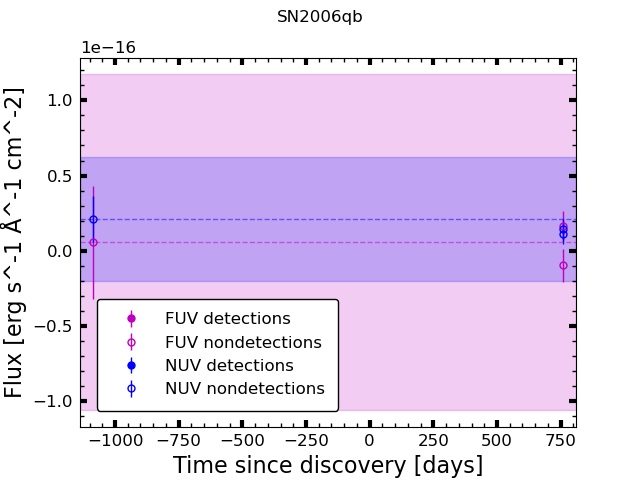 SN2006qb
1e−16
1.0
0.5
0.0
−0.5
−1.0
Flux [erg s^-1 Å^-1 cm^-2]
FUV detections
FUV nondetections
NUV detections
NUV nondetections
−1000 −750 −500 −250 0 250 500 750
Time since discovery [days]